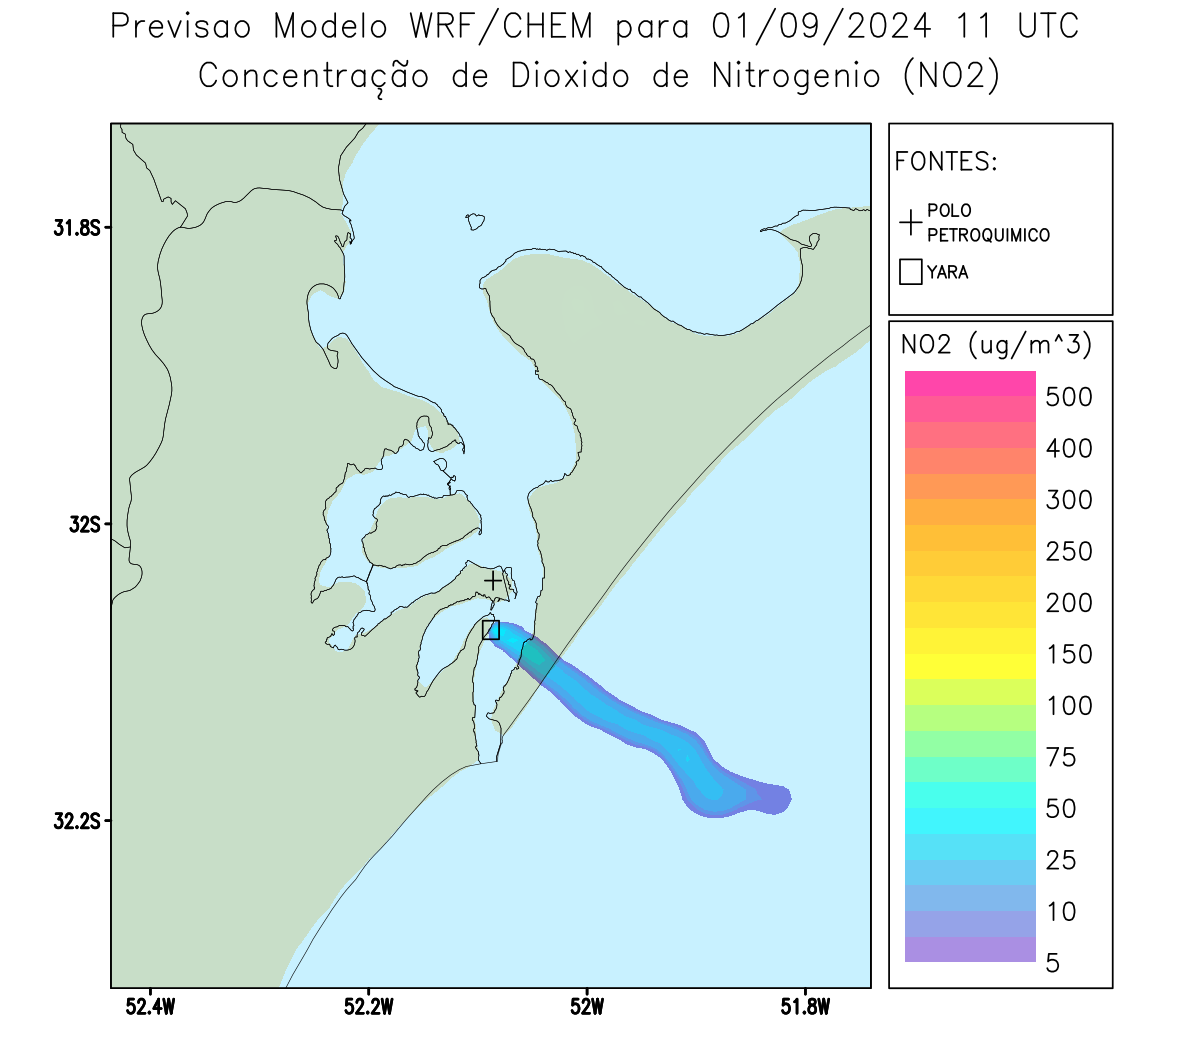 Previsao Modelo WRF/CHEM para 01/09/2024 11 UTC
Concentração de Dioxido de Nitrogenio (NO2)
FONTES:
POLO
PETROQUIMICO
YARA
31.8S
32S
32.2S
52.4W
52.2W
52W
51.8W
NO2 (ug/m^3)
500
400
300
250
200
150
100
75
50
25
10
5